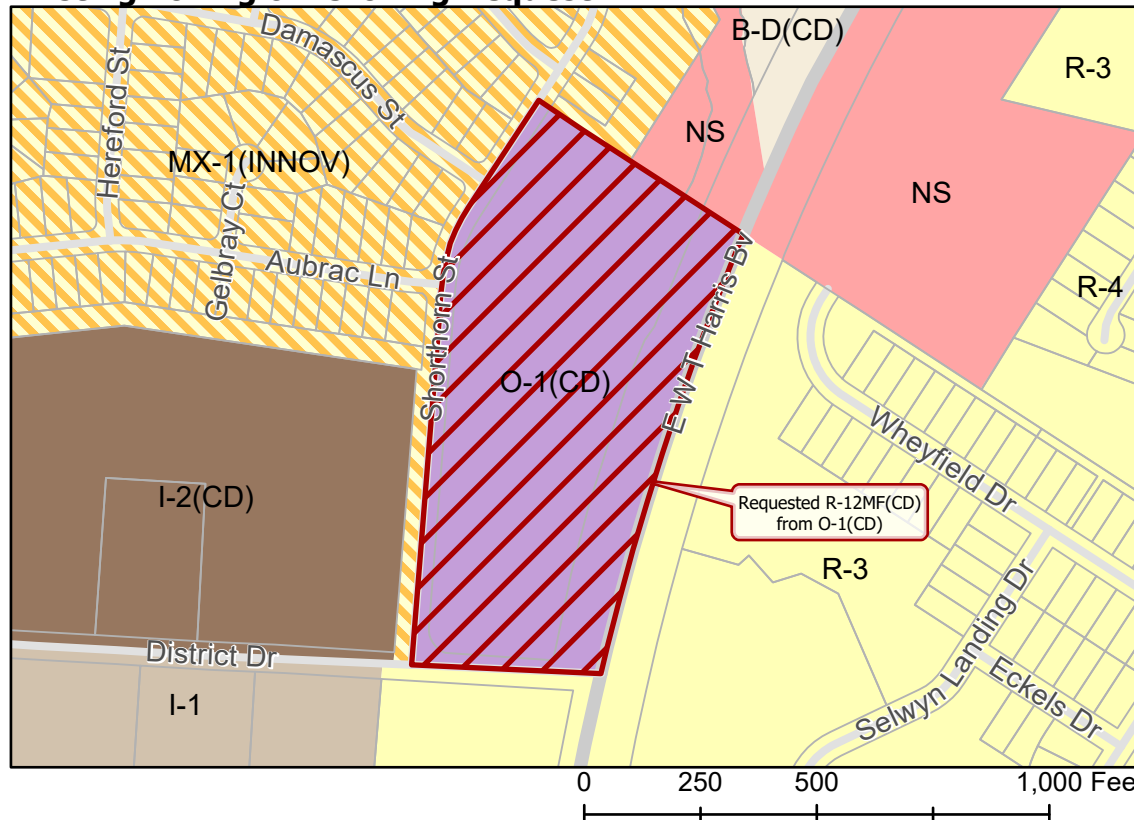 B-D(CD)
Damascus St
R-3
Hereford St
NS
MX-1(INNOV)
NS
Gelbray Ct
Aubrac Ln
R-4
Shorthorn St
E W T Harris Bv
O-1(CD)
Wheyfield Dr
I-2(CD)
Requested R-12MF(CD)
from O-1(CD)
R-3
Selwyn Landing Dr
District Dr
Eckels Dr
I-1
0 250 500 1,000 Fee